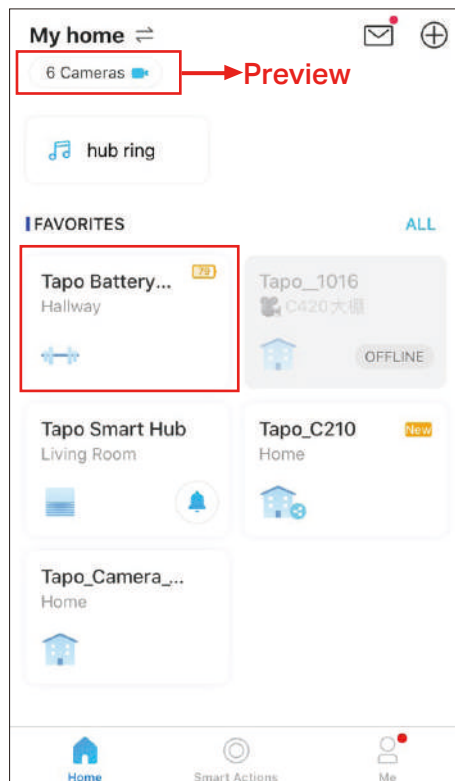 My home
6 Cameras
Preview
hub ring
FAVORITES
ALL
Tapo Battery...
79
Hallway
Tapo__1016
C420大棚
OFFLINE
Tapo Smart Hub
Living Room
Tapo_C210
New
Home
Tapo_Camera_...
Home
Home
Smart Actions
Me